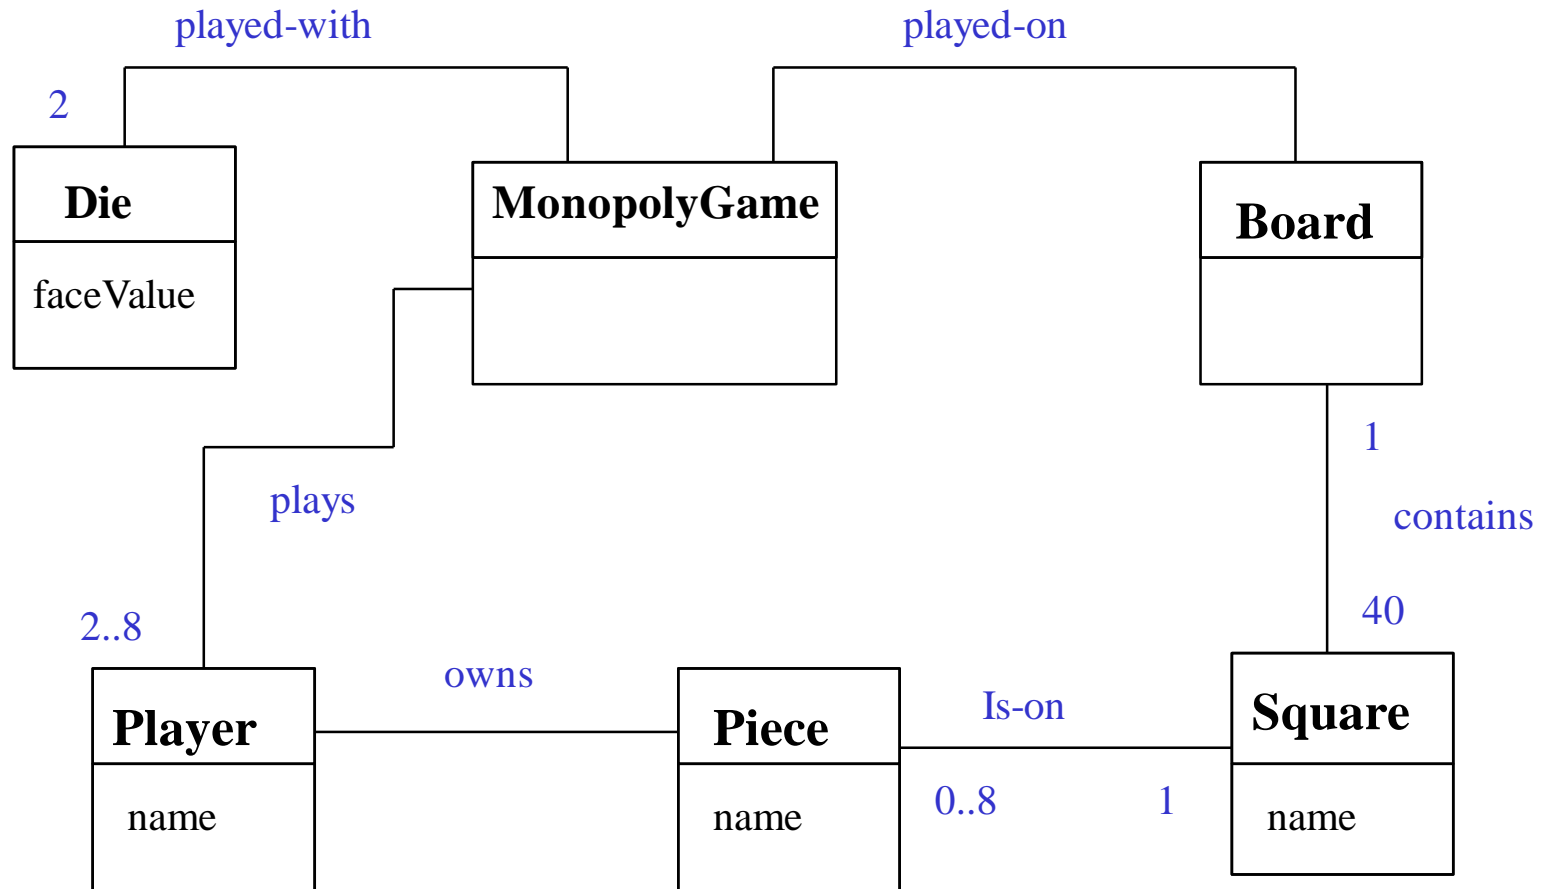 played-with
played-on
2
Die
MonopolyGame
Board
faceValue
1
plays
contains
40
2..8
owns
Is-on
Player
Piece
Square
0..8
1
name
name
name